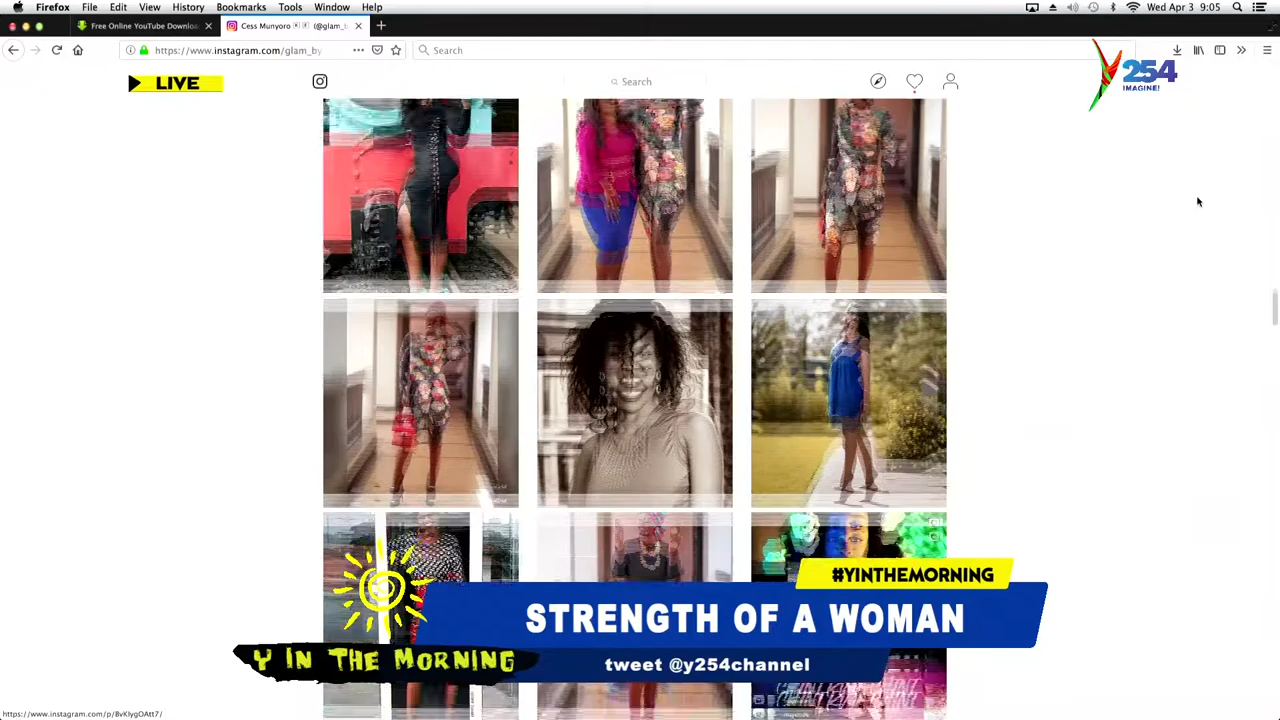 Firefox File Edit View History Bookmarks Tools Window Help
Wed Apr 3 9:05
Free Online YouTube Downloa
Cess Munyoro
(@glam_b
https://www.instagram.com/glam_by
Search
LIVE
Search
254
IMAGINE!
#YINTHEMORNING
STRENGTH OF A WOMAN
Y IN THE MORNING
tweet @y254channel
https://www.instagram.com/p/BvKlygOAtt7/